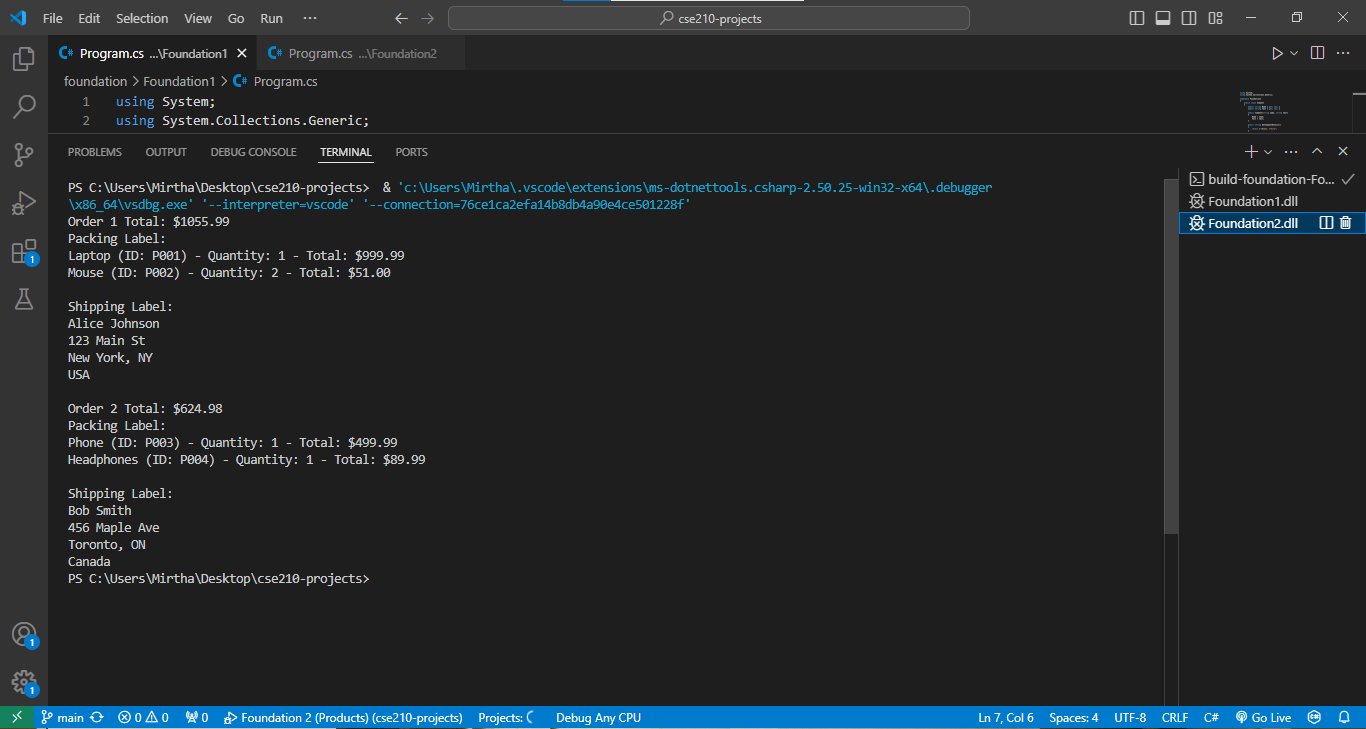 File Edit Selection View Go Run ··· cse210-projects
Program.cs ...\Foundation1 Program.cs ...\Foundation2
foundation > Foundation1 > Program.cs
1 using System;
2 using System.Collections.Generic;
PROBLEMS OUTPUT DEBUG CONSOLE TERMINAL PORTS
PS C:\Users\Mirtha\Desktop\cse210-projects> & 'c:\Users\Mirtha\.vscode\extensions\ms-dotnettools.csharp-2.50.25-win32-x64\.debugger
\x86_64\vsdbg.exe' '--interpreter=vscode' '--connection=76ce1ca2efa14b8db4a90e4ce501228f'
Order 1 Total: $1055.99
Packing Label:
Laptop (ID: P001) - Quantity: 1 - Total: $999.99
Mouse (ID: P002) - Quantity: 2 - Total: $51.00
Shipping Label:
Alice Johnson
123 Main St
New York, NY
USA
Order 2 Total: $624.98
Packing Label:
Phone (ID: P003) - Quantity: 1 - Total: $499.99
Headphones (ID: P004) - Quantity: 1 - Total: $89.99
Shipping Label:
Bob Smith
456 Maple Ave
Toronto, ON
Canada
PS C:\Users\Mirtha\Desktop\cse210-projects>
build-foundation-Fo...
Foundation1.dll
Foundation2.dll
1
1
1
main 0 0 0 Foundation 2 (Products) (cse210-projects) Projects: Debug Any CPU Ln 7, Col 6 Spaces: 4 UTF-8 CRLF C# Go Live